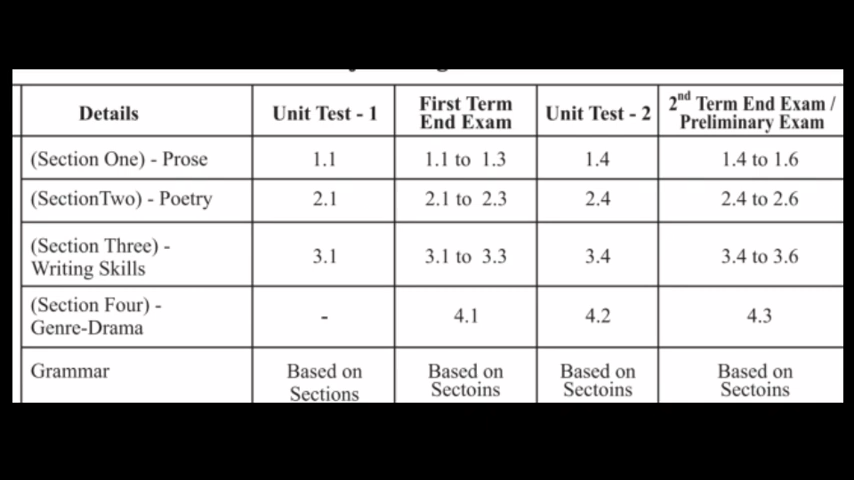 Details Unit Test - 1 First Term End Exam Unit Test - 2 2nd Term End Exam / Preliminary Exam
(Section One) - Prose 1.1 1.1 to 1.3 1.4 1.4 to 1.6
(SectionTwo) - Poetry 2.1 2.1 to 2.3 2.4 2.4 to 2.6
(Section Three) - Writing Skills 3.1 3.1 to 3.3 3.4 3.4 to 3.6
(Section Four) - Genre-Drama - 4.1 4.2 4.3
Grammar Based on Sections Based on Sectoins Based on Sectoins Based on Sectoins